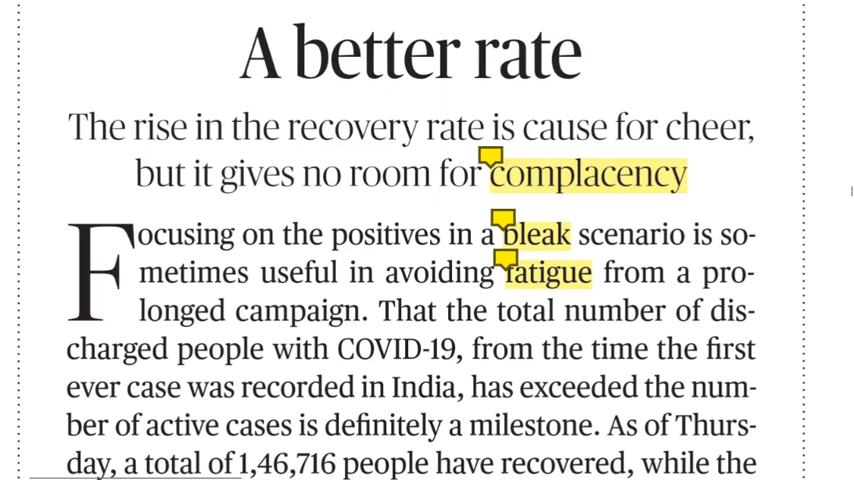 A better rate
The rise in the recovery rate is cause for cheer,
but it gives no room for complacency
Focusing on the positives in a bleak scenario is so-
metimes useful in avoiding fatigue from a pro-
longed campaign. That the total number of dis-
charged people with COVID-19, from the time the first
ever case was recorded in India, has exceeded the num-
ber of active cases is definitely a milestone. As of Thurs-
day, a total of 1,46,716 people have recovered, while the